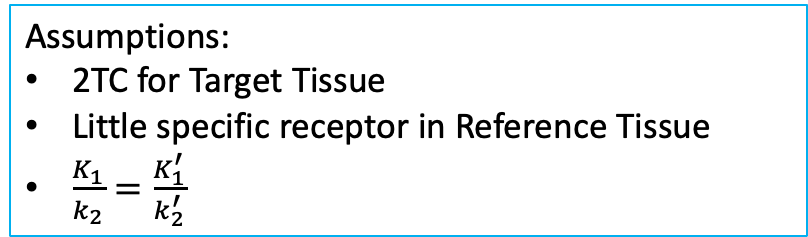 Assumptions:
• 2TC for Target Tissue
• Little specific receptor in Reference Tissue
• K₁/k₂ = K₁′/k₂′